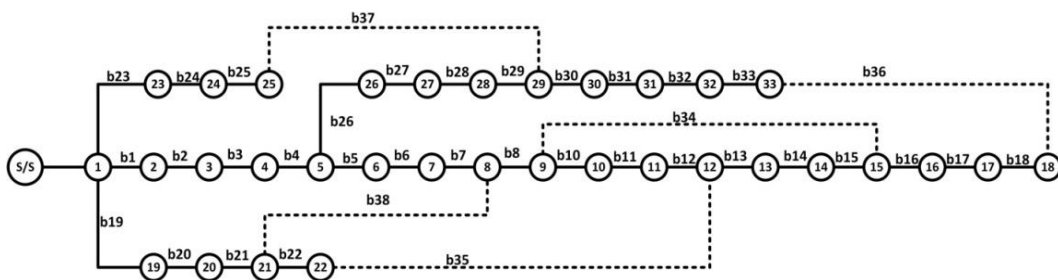 b37
b23 b24 b25 b27 b28 b29 b30 b31 b32 b33 b36
23 24 25 26 27 28 29 30 31 32 33
b26 b34
b1 b2 b3 b4 b5 b6 b7 b8 b10 b11 b12 b13 b14 b15 b16 b17 b18
S/S 1 2 3 4 5 6 7 8 9 10 11 12 13 14 15 16 17 18
b38
b19
b20 b21 b22 b35
19 20 21 22